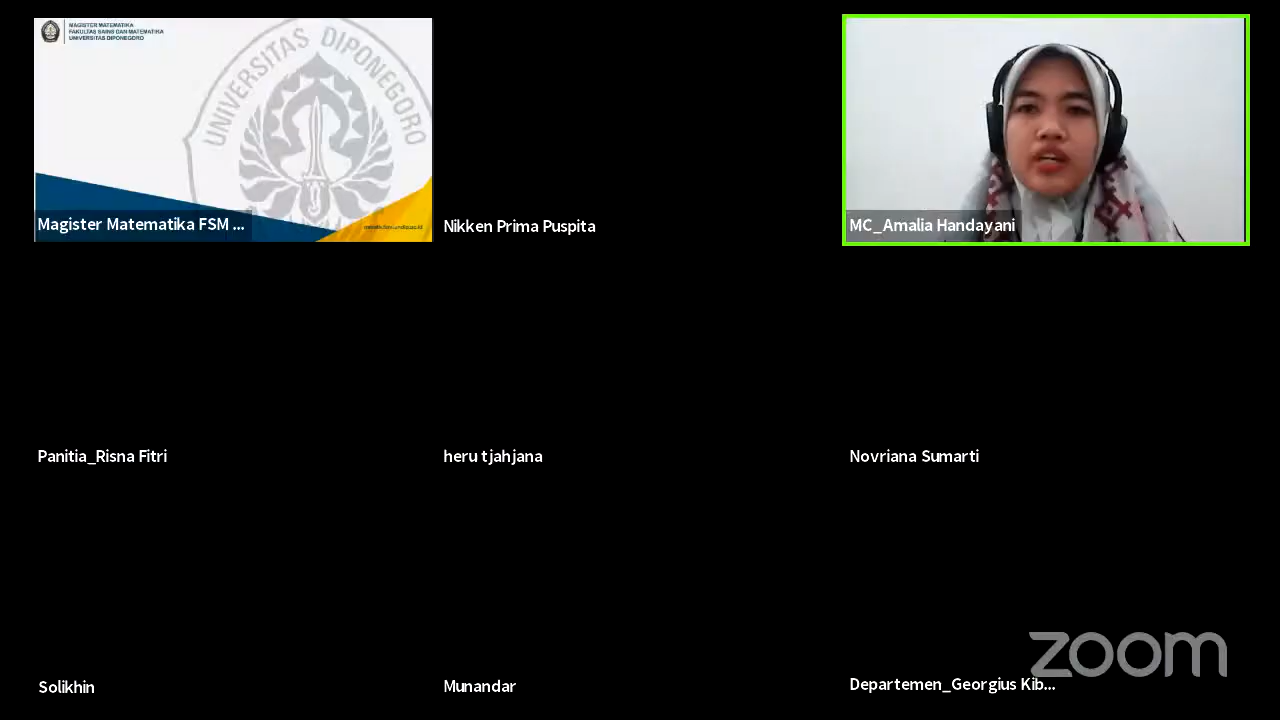 MAGISTER MATEMATIKA
FAKULTAS SAINS DAN MATEMATIKA
UNIVERSITAS DIPONEGORO
UNIVERSITAS DIPONEGORO
Magister Matematika FSM ...
Nikken Prima Puspita
MC_Amalia Handayani
Panitia_Risna Fitri
heru tjahjana
Novriana Sumarti
Solikhin
Munandar
Departemen_Georgius Kib...
zoom